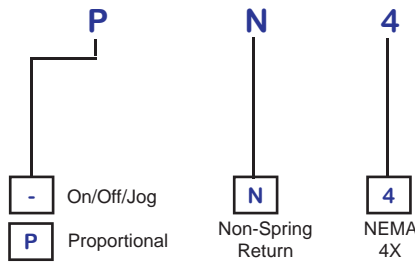 P N 4
- On/Off/Jog
P Proportional
N
Non-Spring
Return
4
NEMA
4X